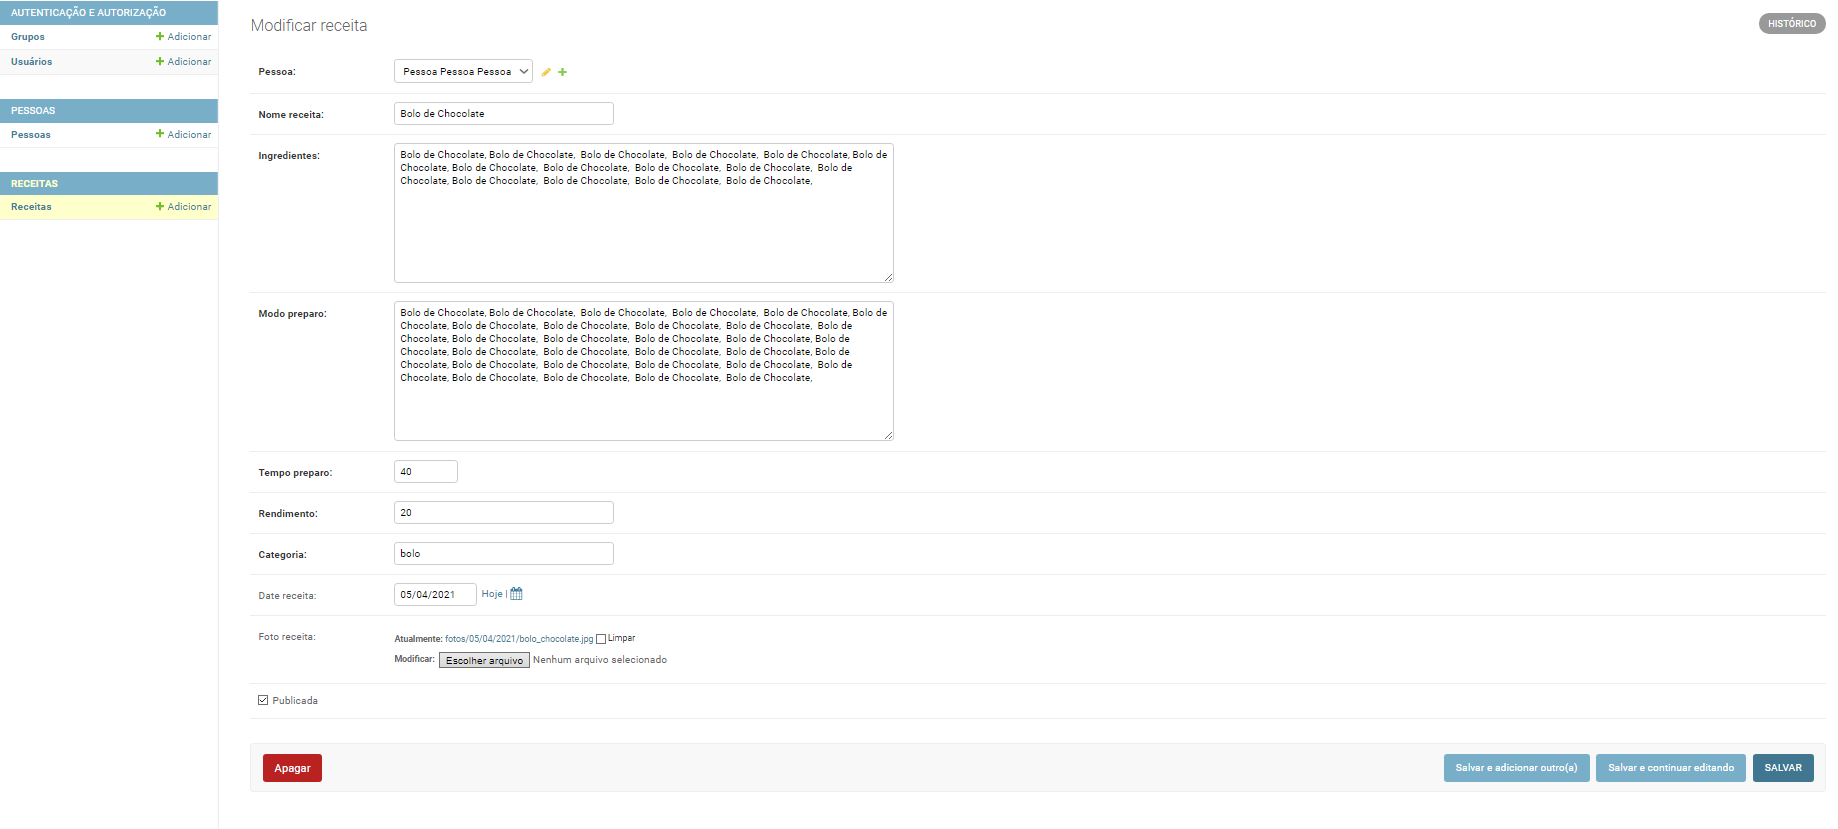 AUTENTICAÇÃO E AUTORIZAÇÃO
Grupos Adicionar
Usuários Adicionar
PESSOAS
Pessoas Adicionar
RECEITAS
Receitas Adicionar
Modificar receita
HISTÓRICO
Pessoa: Pessoa Pessoa Pessoa
Nome receita: Bolo de Chocolate
Ingredientes:
Bolo de Chocolate, Bolo de Chocolate, Bolo de Chocolate, Bolo de Chocolate, Bolo de Chocolate, Bolo de
Chocolate, Bolo de Chocolate, Bolo de Chocolate, Bolo de Chocolate, Bolo de Chocolate, Bolo de
Chocolate, Bolo de Chocolate, Bolo de Chocolate, Bolo de Chocolate, Bolo de Chocolate,
Modo preparo:
Bolo de Chocolate, Bolo de Chocolate, Bolo de Chocolate, Bolo de Chocolate, Bolo de Chocolate, Bolo de
Chocolate, Bolo de Chocolate, Bolo de Chocolate, Bolo de Chocolate, Bolo de Chocolate, Bolo de
Chocolate, Bolo de Chocolate, Bolo de Chocolate, Bolo de Chocolate, Bolo de Chocolate, Bolo de
Chocolate, Bolo de Chocolate, Bolo de Chocolate, Bolo de Chocolate, Bolo de Chocolate, Bolo de
Chocolate, Bolo de Chocolate, Bolo de Chocolate, Bolo de Chocolate, Bolo de Chocolate, Bolo de
Chocolate, Bolo de Chocolate, Bolo de Chocolate, Bolo de Chocolate, Bolo de Chocolate,
Tempo preparo: 40
Rendimento: 20
Categoria: bolo
Date receita: 05/04/2021 Hoje |
Foto receita: Atualmente: fotos/05/04/2021/bolo_chocolate.jpg Limpar
Modificar: Escolher arquivo Nenhum arquivo selecionado
Publicada
Apagar
Salvar e adicionar outro(a)
Salvar e continuar editando
SALVAR